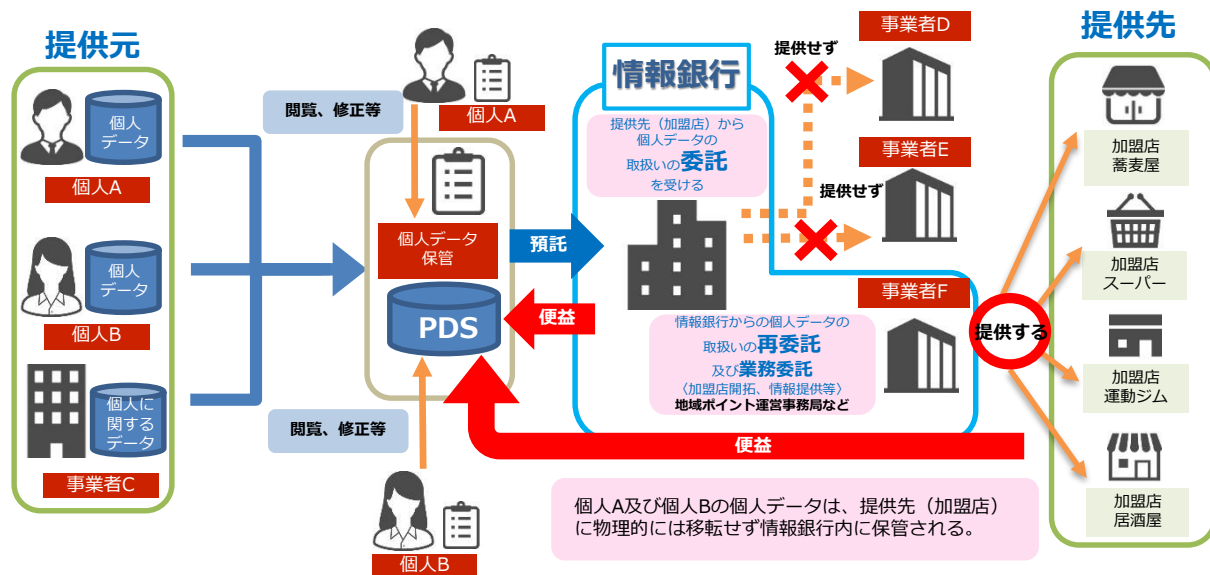 提供元
個人
データ
個人A
個人
データ
個人B
個人に
関する
データ
事業者C
閲覧、修正等
個人A
個人データ
保管
PDS
閲覧、修正等
個人B
預託
便益
便益
情報銀行
提供先（加盟店）から
個人データの
取扱いの委託
を受ける
提供せず
事業者D
提供せず
事業者E
事業者F
情報銀行からの個人データの
取扱いの再委託
及び業務委託
〈加盟店開拓、情報提供等〉
地域ポイント運営事務局など
提供する
提供先
加盟店
蕎麦屋
加盟店
スーパー
加盟店
運動ジム
加盟店
居酒屋
個人A及び個人Bの個人データは、提供先（加盟店）
に物理的には移転せず情報銀行内に保管される。